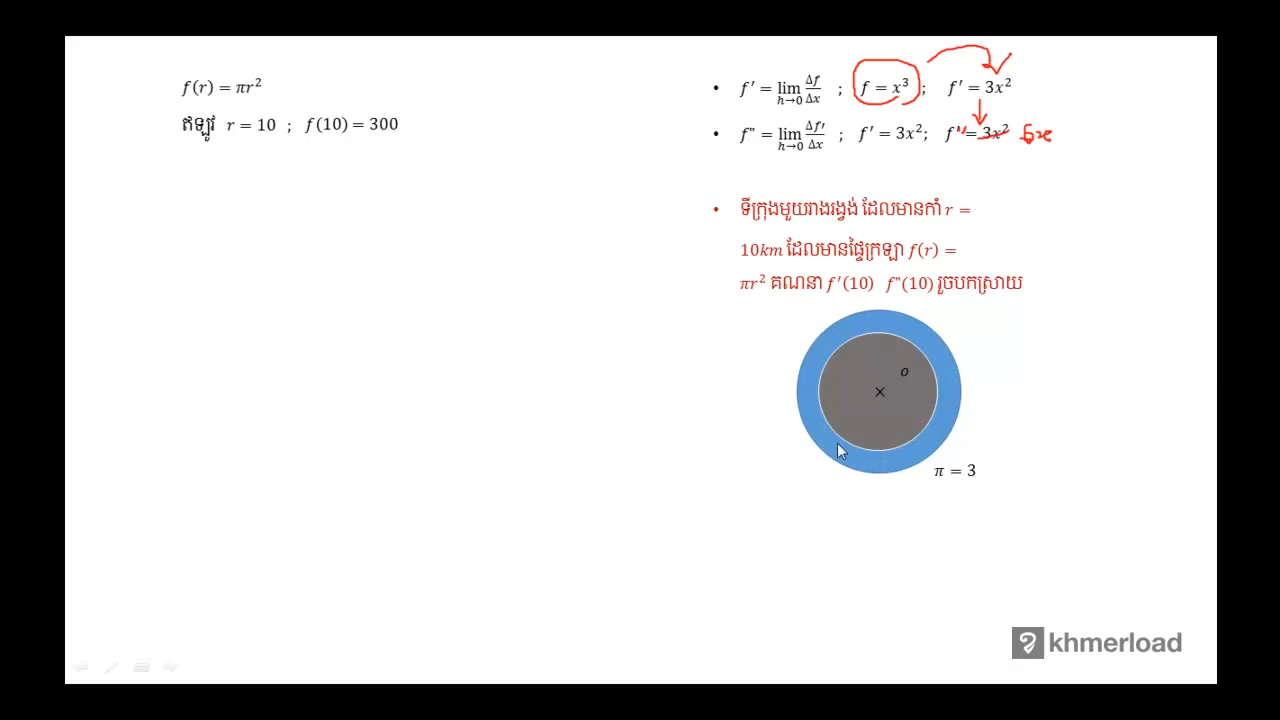 f(r) = πr²
ឥឡូវ r = 10 ; f(10) = 300
• f′ = lim h→0 Δf/Δx ; f = x³ ; f′ = 3x²
• f" = lim h→0 Δf′/Δx ; f′ = 3x²; f" = 3x² 6x
• ទីក្រុងមួយរាងរង្វង់ ដែលមានកាំ r =
10km ដែលមានផ្ទៃក្រឡា f(r) =
πr² គណនា f′(10) f"(10) រួចបកស្រាយ
o
×
π = 3
khmerload